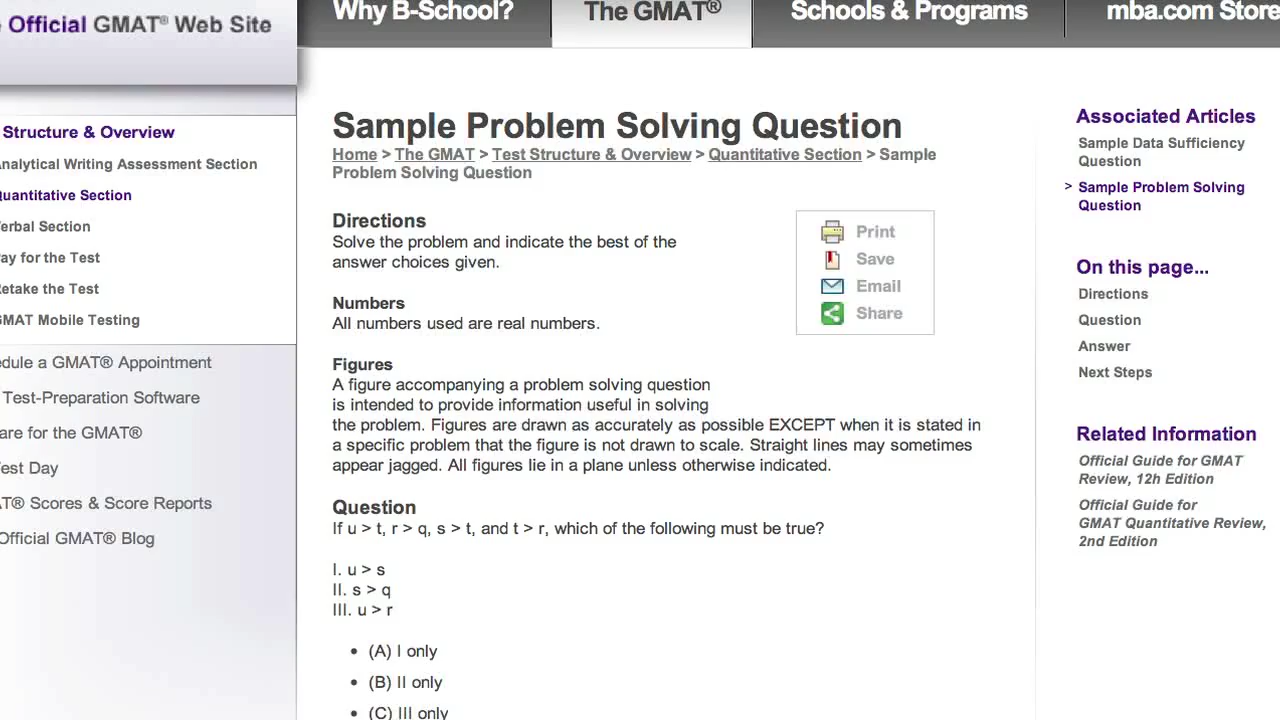 Official GMAT® Web Site
Why B-School?
The GMAT®
Schools & Programs
mba.com Store
Structure & Overview
Analytical Writing Assessment Section
Quantitative Section
Verbal Section
Pay for the Test
Retake the Test
GMAT Mobile Testing
GMAT® Appointment
Test-Preparation Software
for the GMAT®
Test Day
Scores & Score Reports
Official GMAT® Blog
Sample Problem Solving Question
Home > The GMAT > Test Structure & Overview > Quantitative Section > Sample
Problem Solving Question
Directions
Solve the problem and indicate the best of the
answer choices given.
Numbers
All numbers used are real numbers.
Figures
A figure accompanying a problem solving question
is intended to provide information useful in solving
the problem. Figures are drawn as accurately as possible EXCEPT when it is stated in
a specific problem that the figure is not drawn to scale. Straight lines may sometimes
appear jagged. All figures lie in a plane unless otherwise indicated.
Question
If u > t, r > q, s > t, and t > r, which of the following must be true?
I. u > s
II. s > q
III. u > r
• (A) I only
• (B) II only
• (C) III only
Print
Save
Email
Share
Associated Articles
Sample Data Sufficiency
Question
> Sample Problem Solving
Question
On this page...
Directions
Question
Answer
Next Steps
Related Information
Official Guide for GMAT
Review, 12h Edition
Official Guide for
GMAT Quantitative Review,
2nd Edition